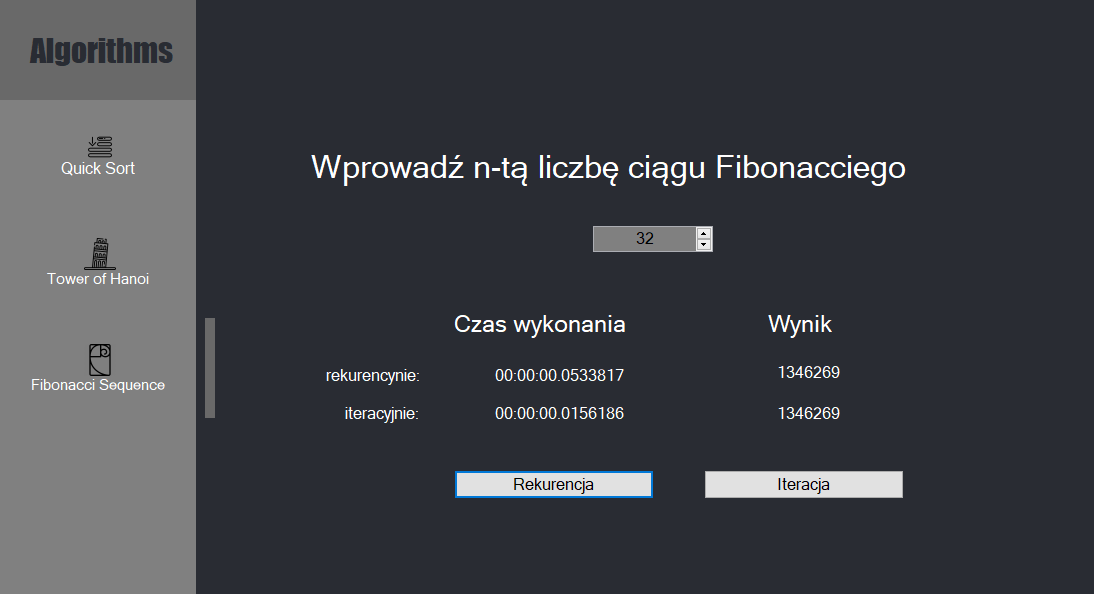 Algorithms
Quick Sort
Tower of Hanoi
Fibonacci Sequence
Wprowadź n-tą liczbę ciągu Fibonacciego
32
Czas wykonania Wynik
rekurencynie: 00:00:00.0533817 1346269
iteracyjnie: 00:00:00.0156186 1346269
Rekurencja Iteracja